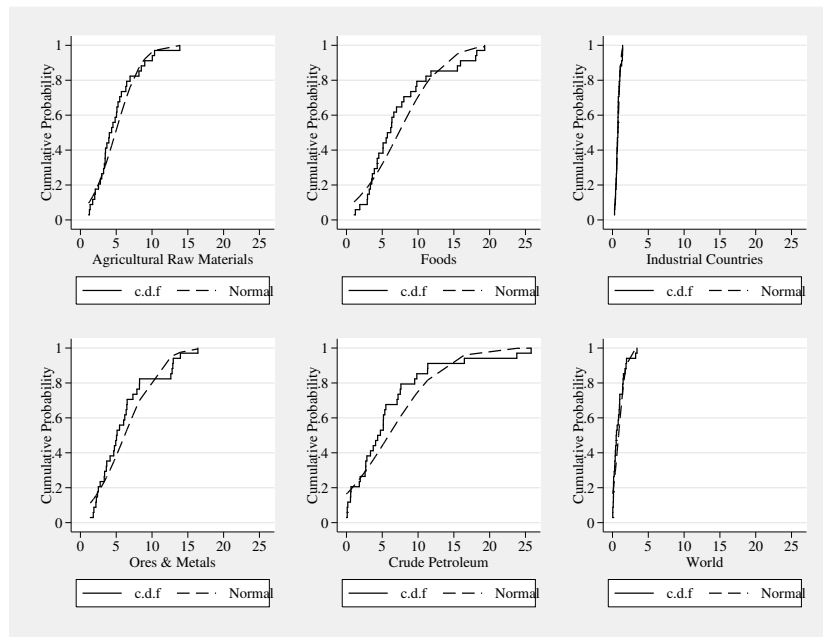 Cumulative Probability
1
.8
.6
.4
.2
0
0 5 10 15 20 25
Agricultural Raw Materials
c.d.f Normal
Cumulative Probability
1
.8
.6
.4
.2
0
0 5 10 15 20 25
Foods
c.d.f Normal
Cumulative Probability
1
.8
.6
.4
.2
0
0 5 10 15 20 25
Industrial Countries
c.d.f Normal
Cumulative Probability
1
.8
.6
.4
.2
0
0 5 10 15 20 25
Ores & Metals
c.d.f Normal
Cumulative Probability
1
.8
.6
.4
.2
0
0 5 10 15 20 25
Crude Petroleum
c.d.f Normal
Cumulative Probability
1
.8
.6
.4
.2
0
0 5 10 15 20 25
World
c.d.f Normal